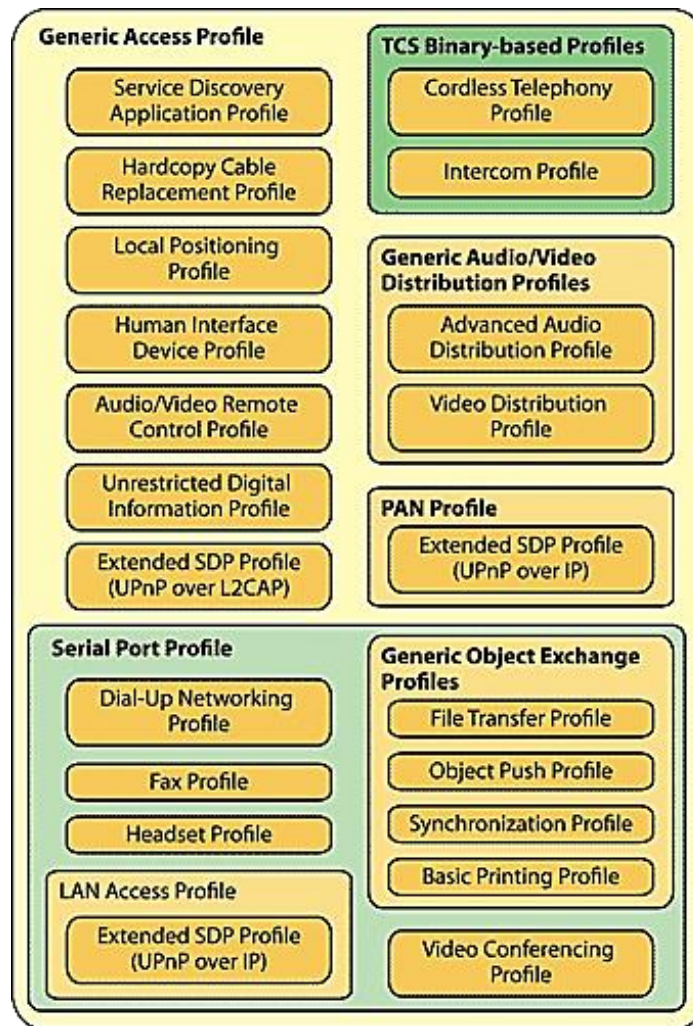 Generic Access Profile
Service Discovery
Application Profile
Hardcopy Cable
Replacement Profile
Local Positioning
Profile
Human Interface
Device Profile
Audio/Video Remote
Control Profile
Unrestricted Digital
Information Profile
Extended SDP Profile
(UPnP over L2CAP)
TCS Binary-based Profiles
Cordless Telephony
Profile
Intercom Profile
Generic Audio/Video
Distribution Profiles
Advanced Audio
Distribution Profile
Video Distribution
Profile
PAN Profile
Extended SDP Profile
(UPnP over IP)
Serial Port Profile
Dial-Up Networking
Profile
Fax Profile
Headset Profile
LAN Access Profile
Extended SDP Profile
(UPnP over IP)
Generic Object Exchange
Profiles
File Transfer Profile
Object Push Profile
Synchronization Profile
Basic Printing Profile
Video Conferencing
Profile